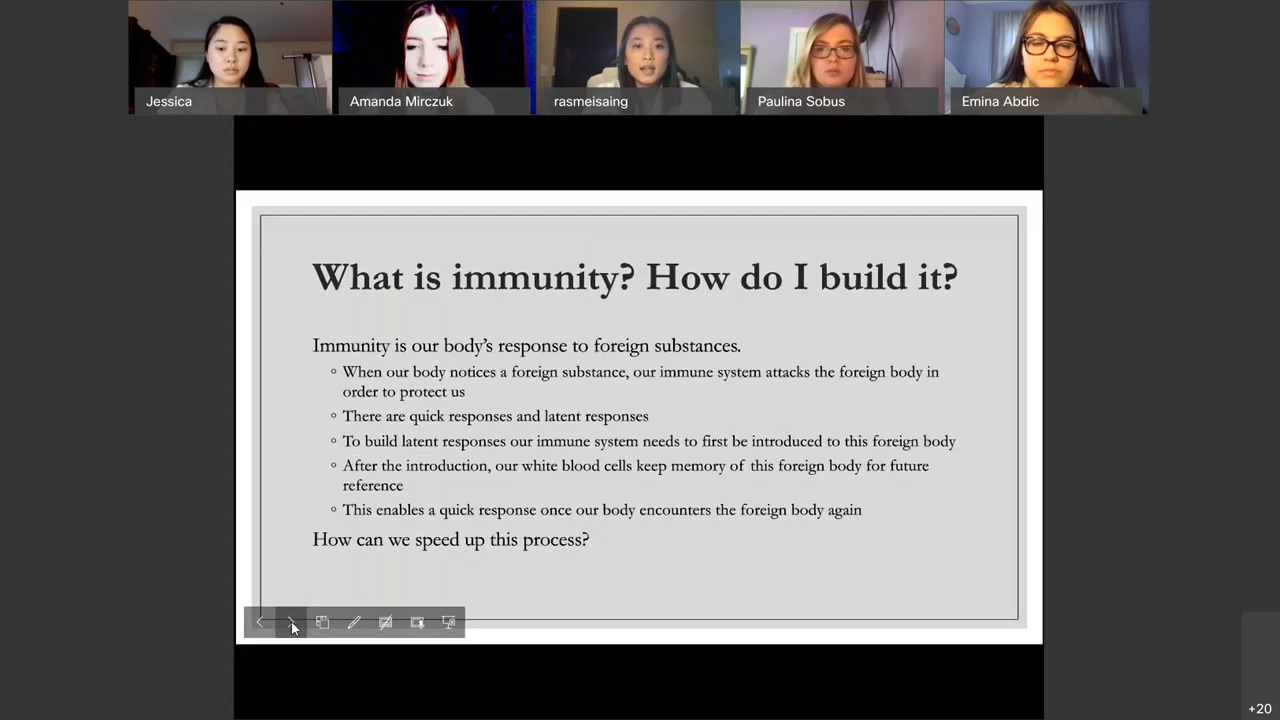 Jessica
Amanda Mirczuk
rasmeisaing
Paulina Sobus
Emina Abdic
What is immunity? How do I build it?
Immunity is our body's response to foreign substances.
◦ When our body notices a foreign substance, our immune system attacks the foreign body in
order to protect us
◦ There are quick responses and latent responses
◦ To build latent responses our immune system needs to first be introduced to this foreign body
◦ After the introduction, our white blood cells keep memory of this foreign body for future
reference
◦ This enables a quick response once our body encounters the foreign body again
How can we speed up this process?
+20